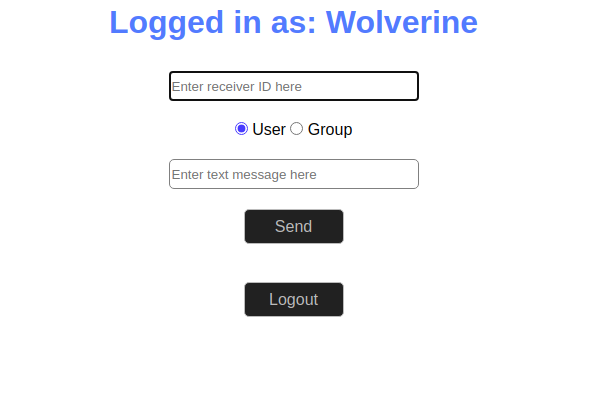 Logged in as: Wolverine
Enter receiver ID here
User Group
Enter text message here
Send
Logout